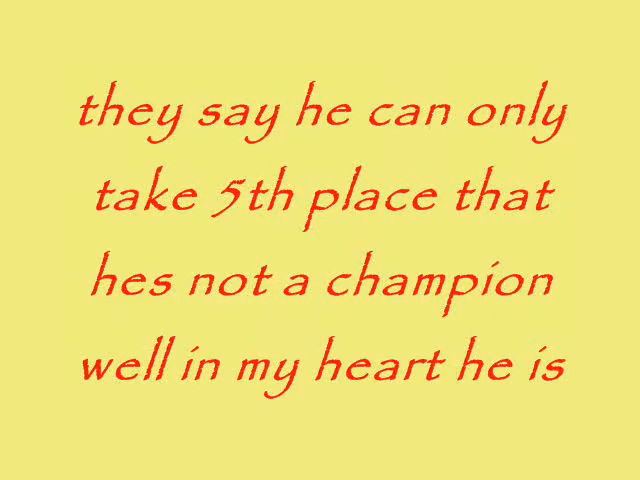 they say he can only
take 5th place that
hes not a champion
well in my heart he is